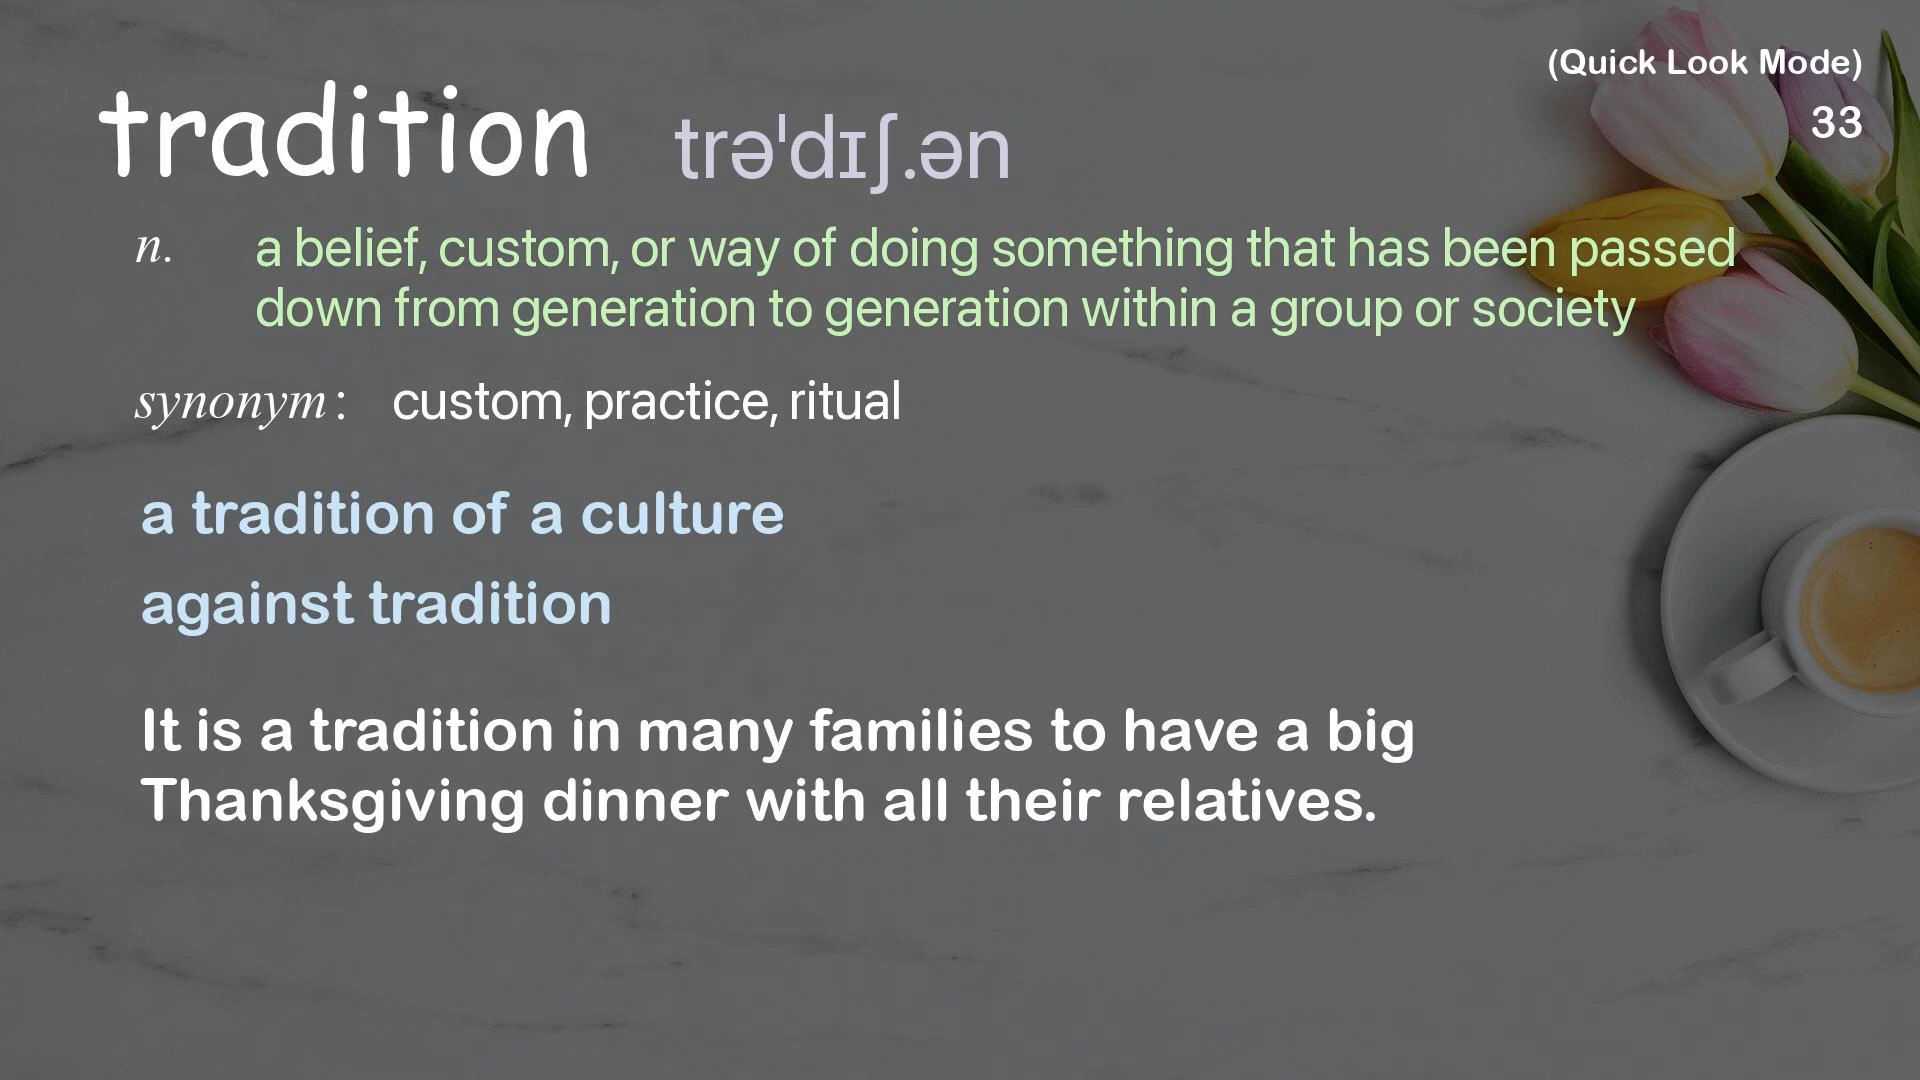 (Quick Look Mode)
33
tradition trəˈdɪʃ.ən
n. a belief, custom, or way of doing something that has been passed
down from generation to generation within a group or society
synonym: custom, practice, ritual
a tradition of a culture
against tradition
It is a tradition in many families to have a big
Thanksgiving dinner with all their relatives.